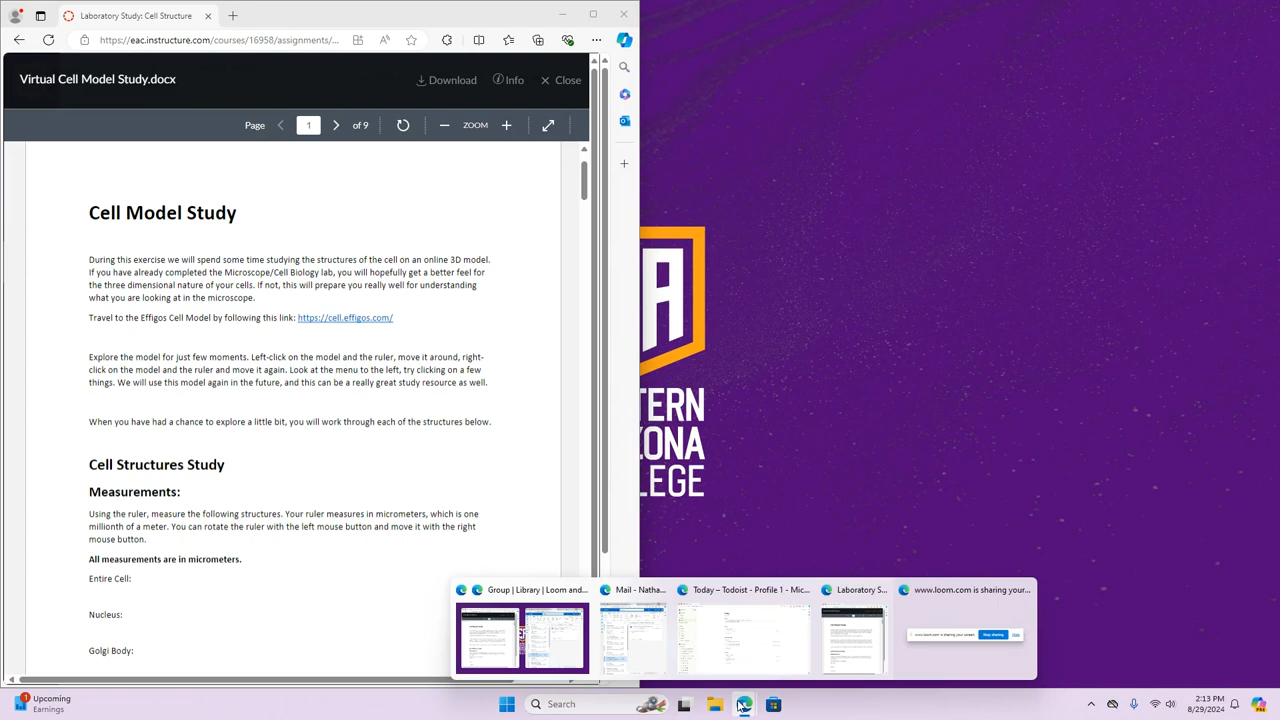 Laboratory Study: Cell Structure
https://eac.instructure.com/courses/16958/assignments/...
Virtual Cell Model Study.docx
Download
Info
Close
Page
1
of 9
ZOOM
Cell Model Study
During this exercise we will spend some time studying the structures of the cell on an online 3D model.
If you have already completed the Microscope/Cell Biology lab, you will hopefully get a better feel for
the three dimensional nature of your cells. If not, this will prepare you really well for understanding
what you are looking at in the microscope.
Travel to the Effigos Cell Model by following this link: https://cell.effigos.com/
Explore the model for just few moments. Left-click on the model and the ruler, move it around, right-
click on the model and the ruler and move it again. Look at the menu to the left, try clicking on a few
things. We will use this model again in the future, and this can be a really great study resource as well.
When you have had a chance to explore a little bit, you will work through each of the structures below.
Cell Structures Study
Measurements:
Using the ruler, measure the following structures. Your ruler measures in micrometers, which is one
millionth of a meter. You can rotate the ruler with the left mouse button and move it with the right
mouse button.
All measurements are in micrometers.
Entire Cell:
Nucleus:
Golgi Body:
A
TERN
ZONA
LEGE
Group | Library | Loom and...
Mail - Natha...
Today – Todoist - Profile 1 - Mic...
Laboratory S...
www.loom.com is sharing your...
www.loom.com is sharing your screen.
Stop sharing
Hide
1
Upcoming
Earnings
Search
2:13 PM
8/29/2024